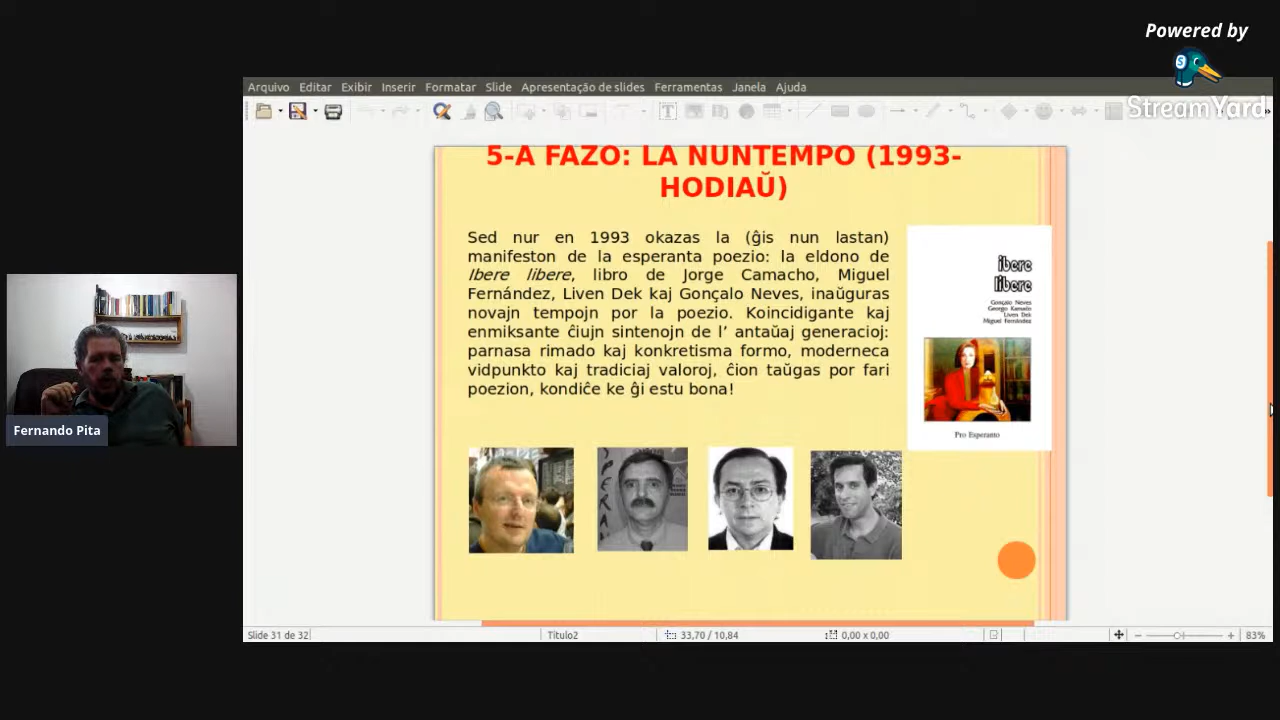 Powered by
StreamYard
Arquivo Editar Exibir Inserir Formatar Slide Apresentação de slides Ferramentas Janela Ajuda
5-A FAZO: LA NUNTEMPO (1993-
HODIAŬ)
Sed nur en 1993 okazas la (ĝis nun lastan)
manifeston de la esperanta poezio: la eldono de
Ibere libere, libro de Jorge Camacho, Miguel
Fernández, Liven Dek kaj Gonçalo Neves, inaŭguras
novajn tempojn por la poezio. Koincidigante kaj
enmiksante ĉiujn sintenojn de l’ antaŭaj generacioj:
parnasa rimado kaj konkretisma formo, moderneca
vidpunkto kaj tradiciaj valoroj, ĉion taŭgas por fari
poezion, kondiĉe ke ĝi estu bona!
ibere
libere
Gonçalo Neves
Georgo Kamaĉo
Liven Dek
Miguel Fernández
Pro Esperanto
Fernando Pita
Slide 31 de 32
Título2
33,70 / 10,84
0,00 x 0,00
83%